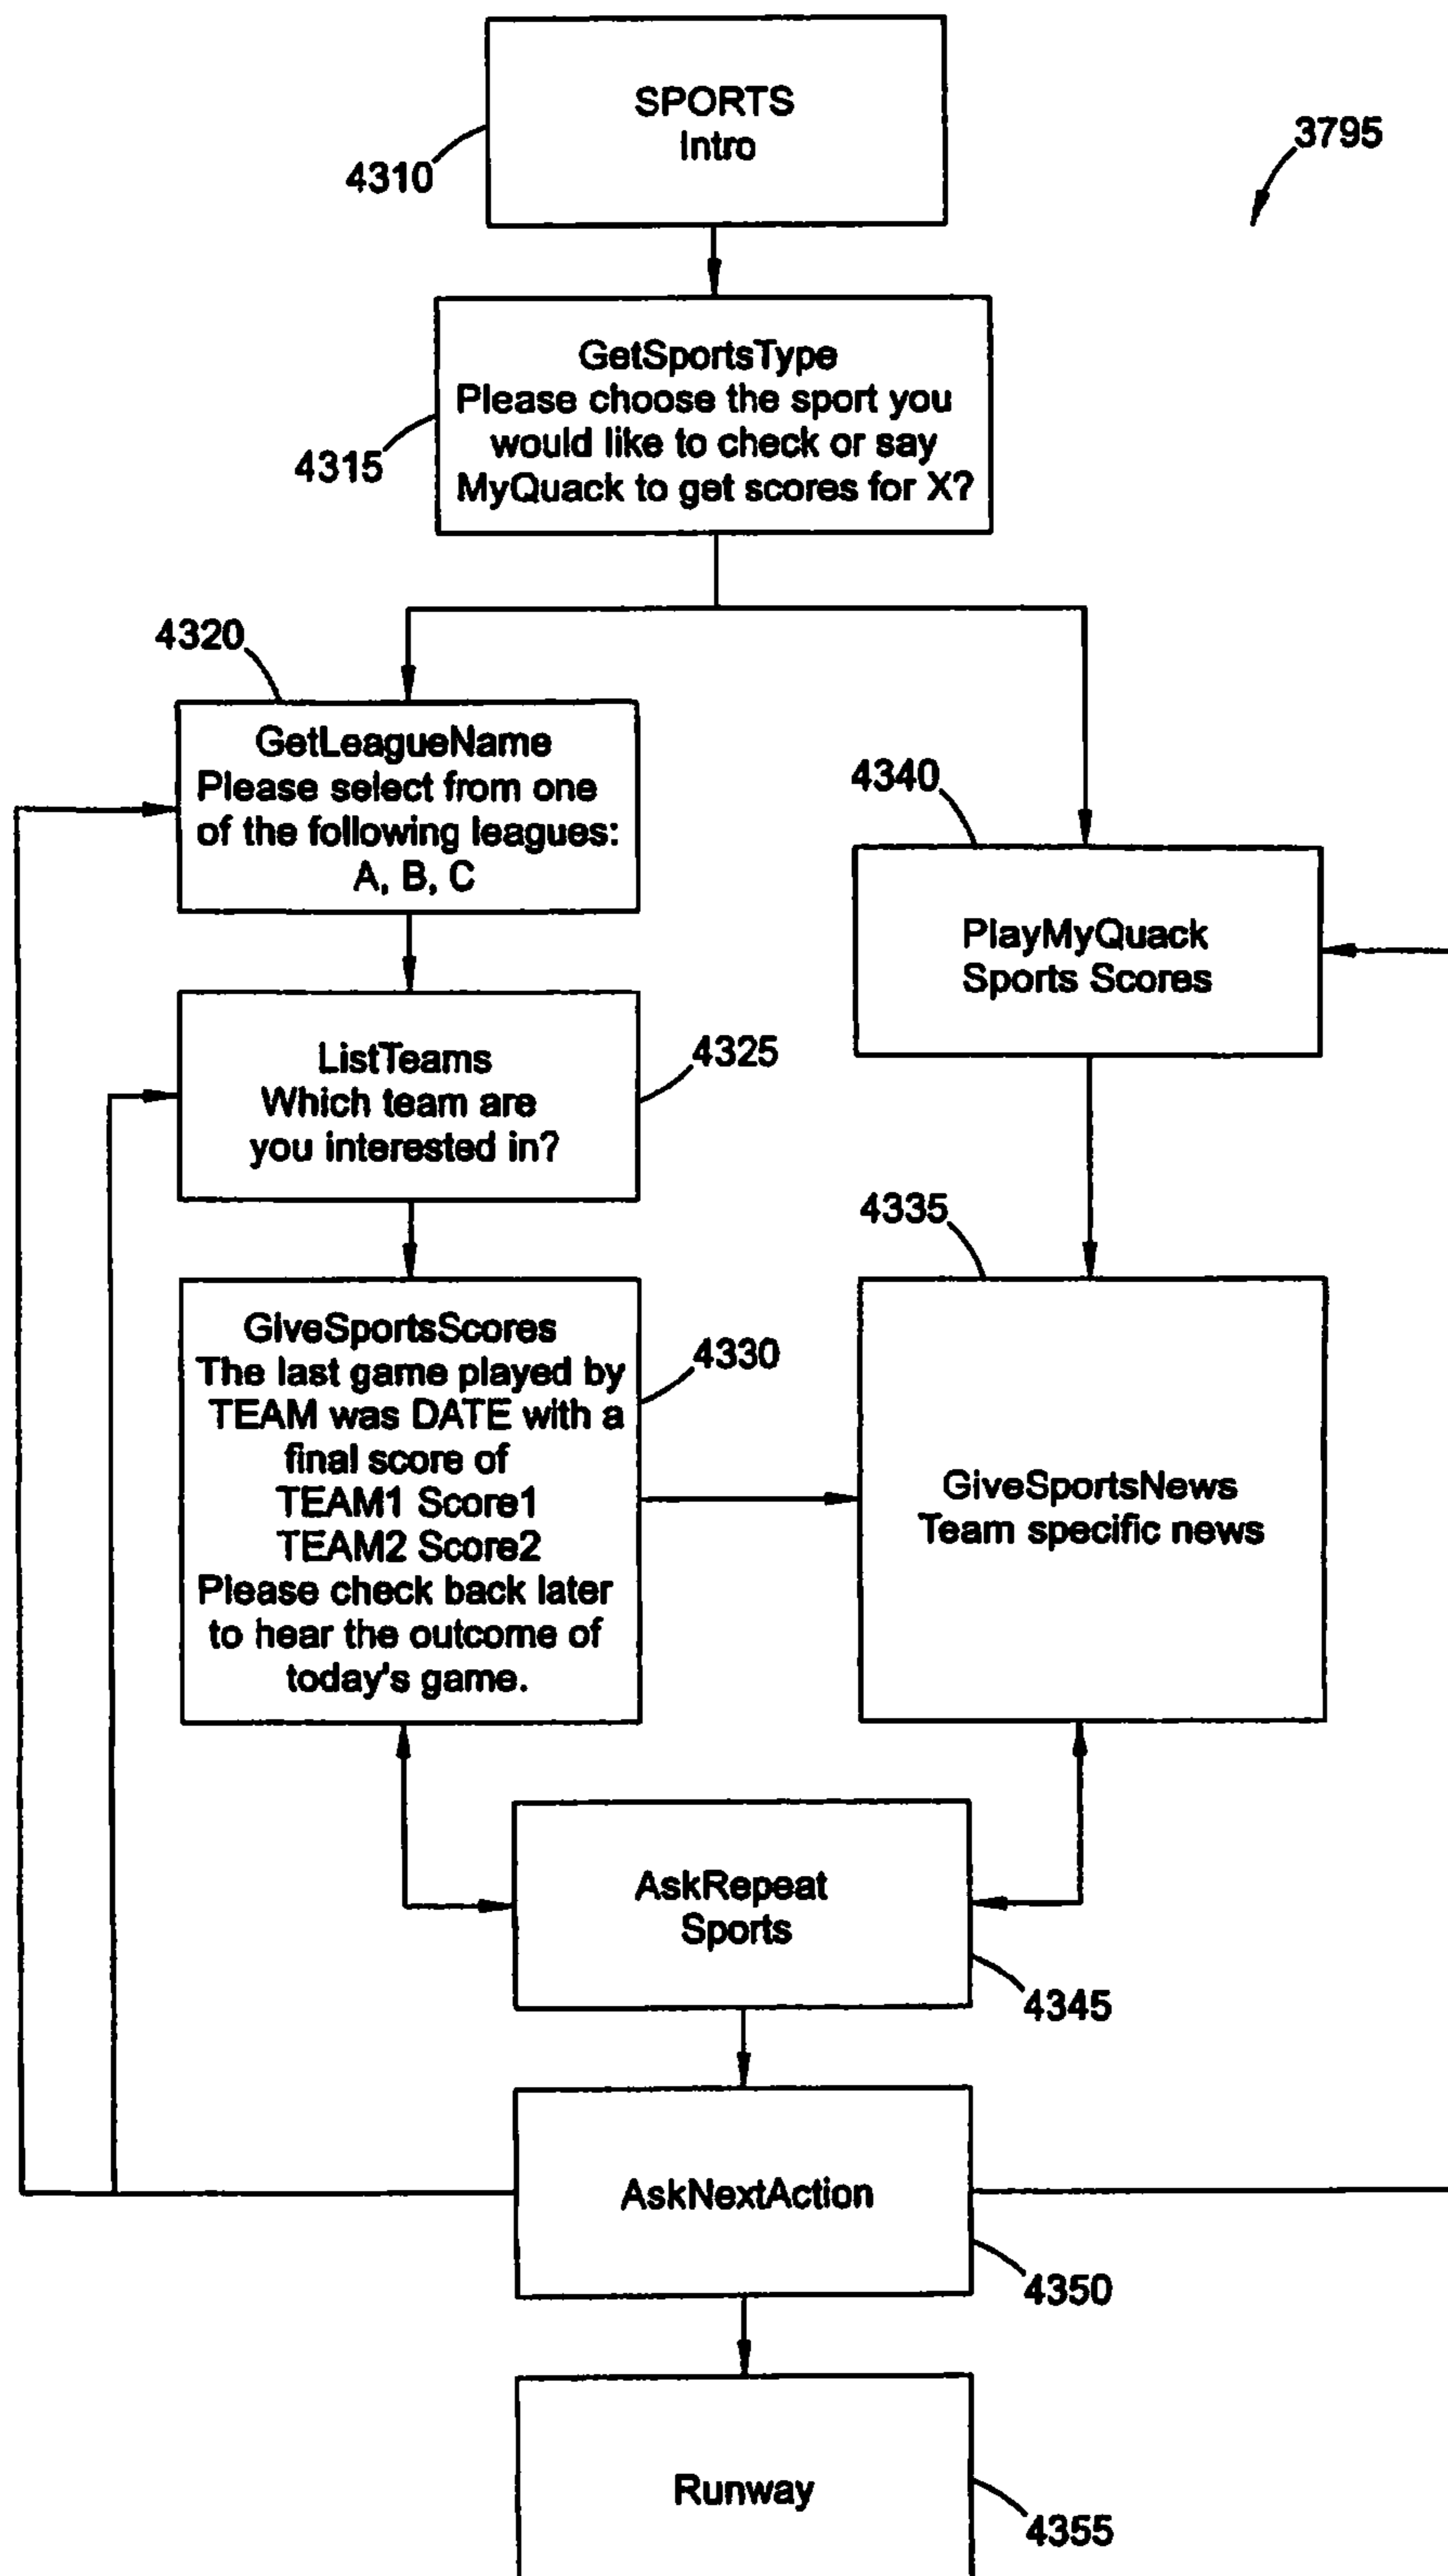 SPORTS
Intro
4310
3795
GetSportsType
Please choose the sport you
would like to check or say
MyQuack to get scores for X?
4315
4320
GetLeagueName
Please select from one
of the following leagues:
A, B, C
4340
PlayMyQuack
Sports Scores
ListTeams
Which team are
you interested in?
4325
4335
GiveSportsScores
The last game played by
TEAM was DATE with a
final score of
TEAM1 Score1
TEAM2 Score2
Please check back later
to hear the outcome of
today's game.
4330
GiveSportsNews
Team specific news
AskRepeat
Sports
4345
AskNextAction
4350
Runway
4355